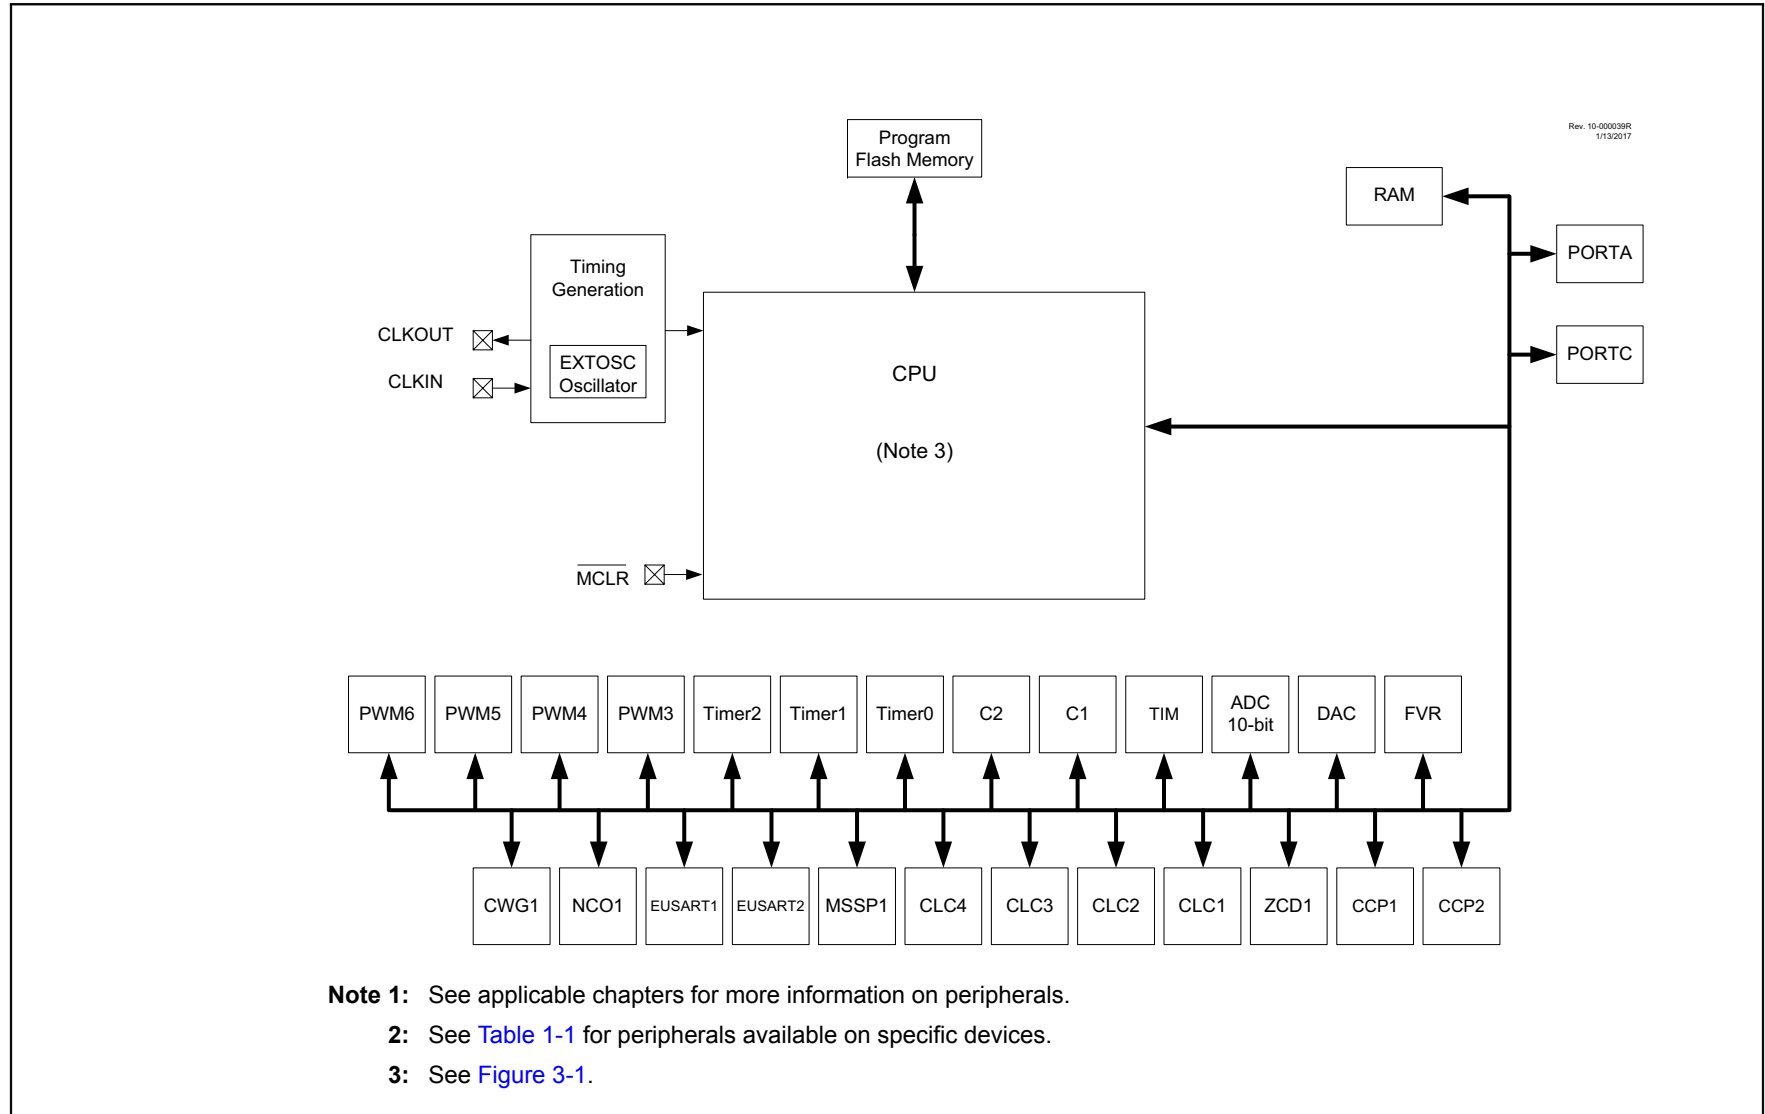 Rev. 10-000039R
1/13/2017
Program
Flash Memory
RAM
PORTA
PORTC
Timing
Generation
CLKOUT
CLKIN
EXTOSC
Oscillator
CPU
(Note 3)
MCLR
PWM6
PWM5
PWM4
PWM3
Timer2
Timer1
Timer0
C2
C1
TIM
ADC
10-bit
DAC
FVR
CWG1
NCO1
EUSART1
EUSART2
MSSP1
CLC4
CLC3
CLC2
CLC1
ZCD1
CCP1
CCP2
Note 1: See applicable chapters for more information on peripherals.
2: See Table 1-1 for peripherals available on specific devices.
3: See Figure 3-1.